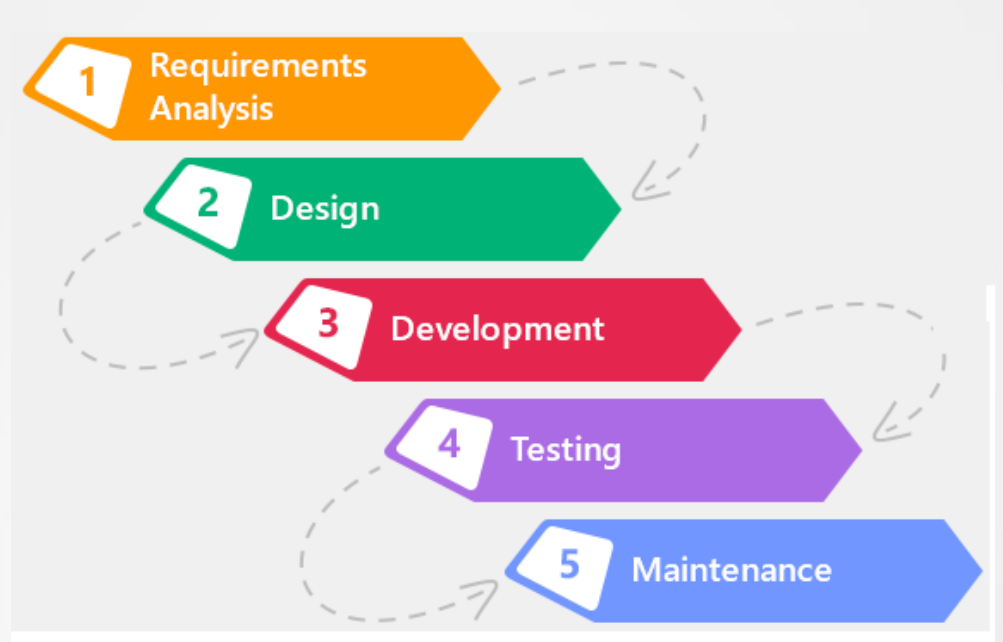 1
Requirements
Analysis
2
Design
3
Development
4
Testing
5
Maintenance